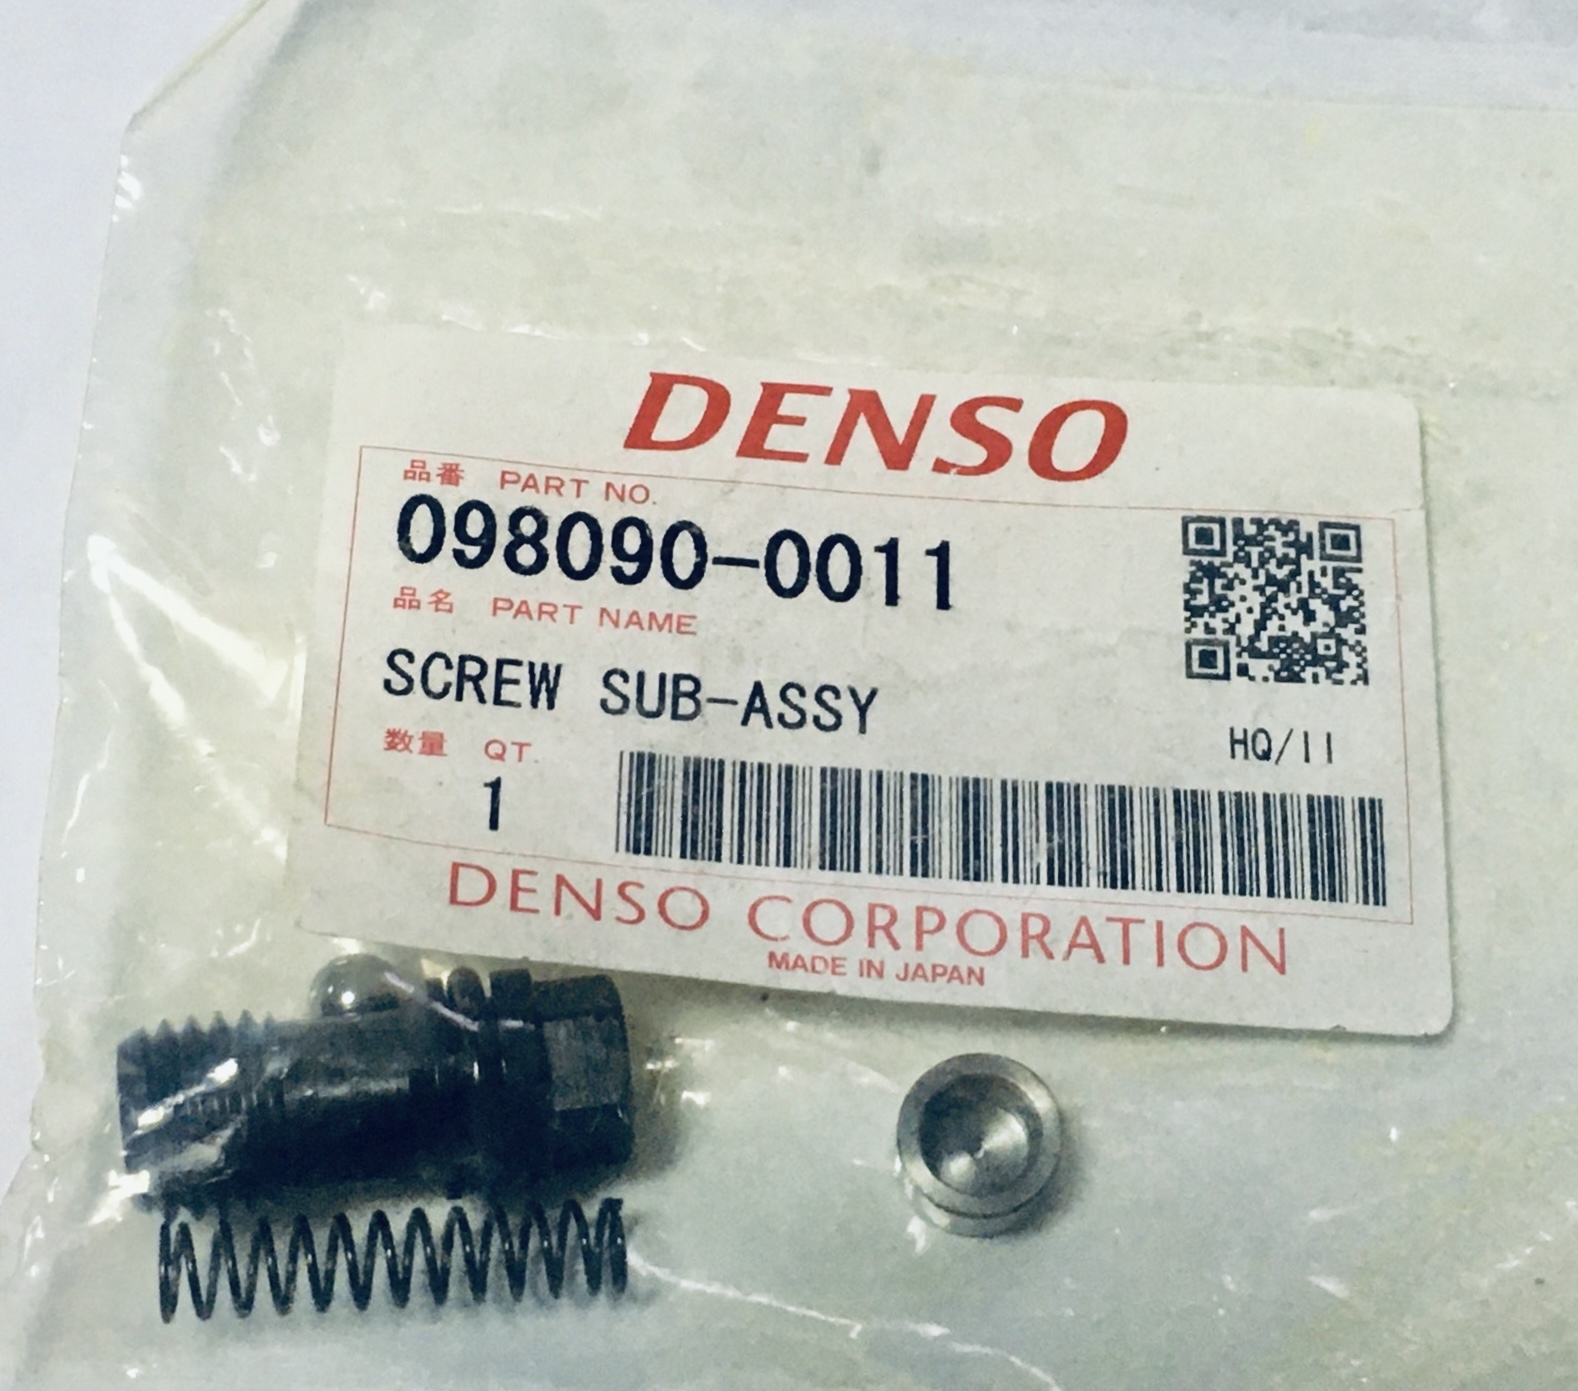 DENSO
品番 PART NO.
098090-0011
品名 PART NAME
SCREW SUB-ASSY
HQ/11
数量 QT.
1
DENSO CORPORATION
MADE IN JAPAN